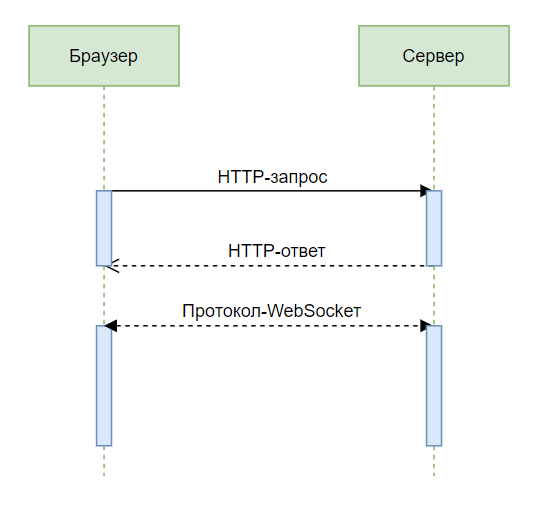 Браузер
Сервер
HTTP-запрос
HTTP-ответ
Протокол-WebSocket